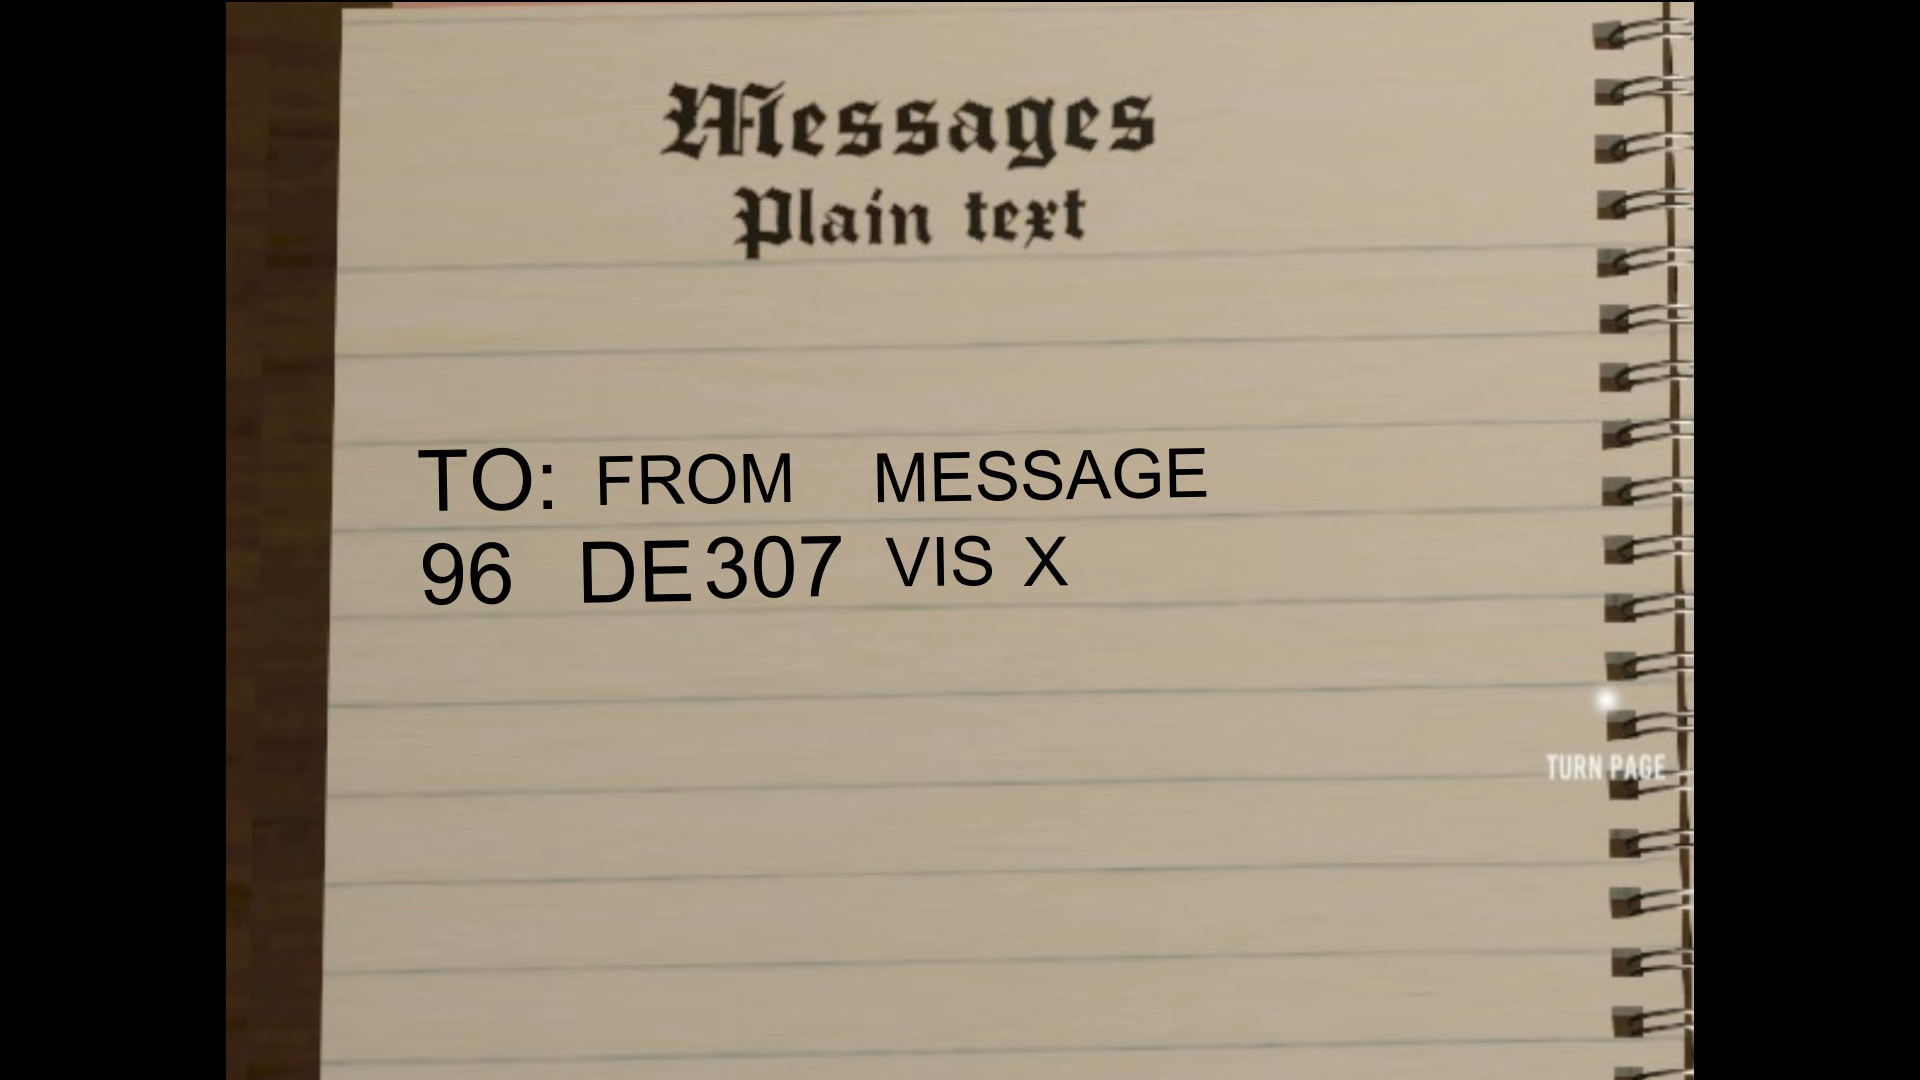 Messages
Plain text
TO: FROM MESSAGE
96 DE 307 VIS X
TURN PAGE